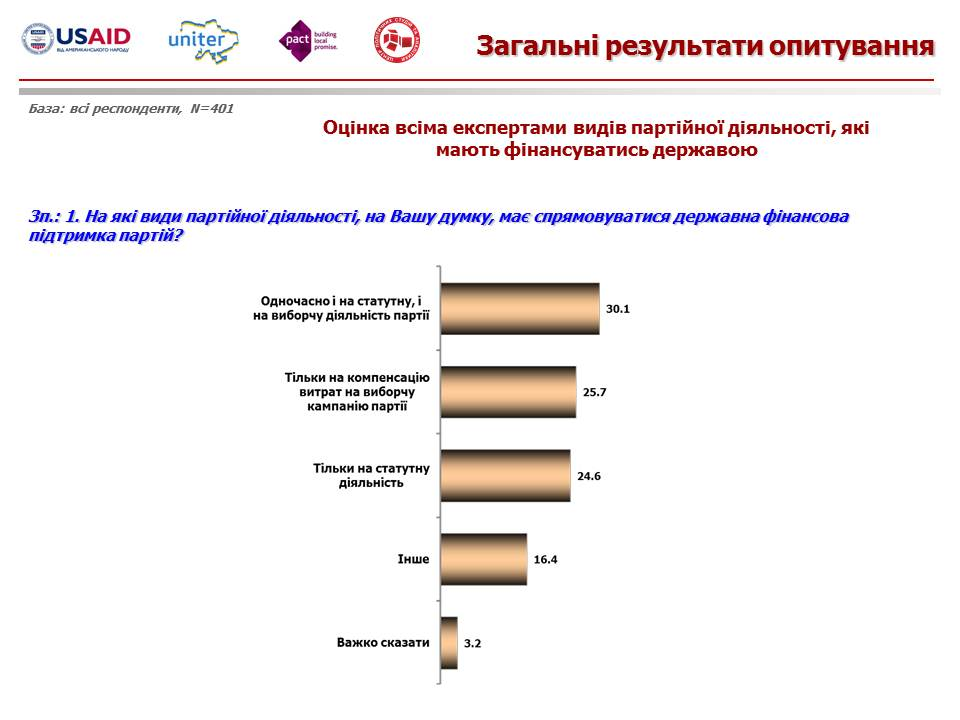 USAID
ВІД АМЕРИКАНСЬКОГО НАРОДУ
uniter
pact
building
local
promise.
Загальні результати опитування
База: всі респонденти, N=401
Оцінка всіма експертами видів партійної діяльності, які
мають фінансуватись державою
Зп.: 1. На які види партійної діяльності, на Вашу думку, має спрямовуватися державна фінансова
підтримка партій?
Одночасно і на статутну, і
на виборчу діяльність партії
30.1
Тільки на компенсацію
витрат на виборчу
кампанію партії
25.7
Тільки на статутну
діяльність
24.6
Інше
16.4
Важко сказати
3.2